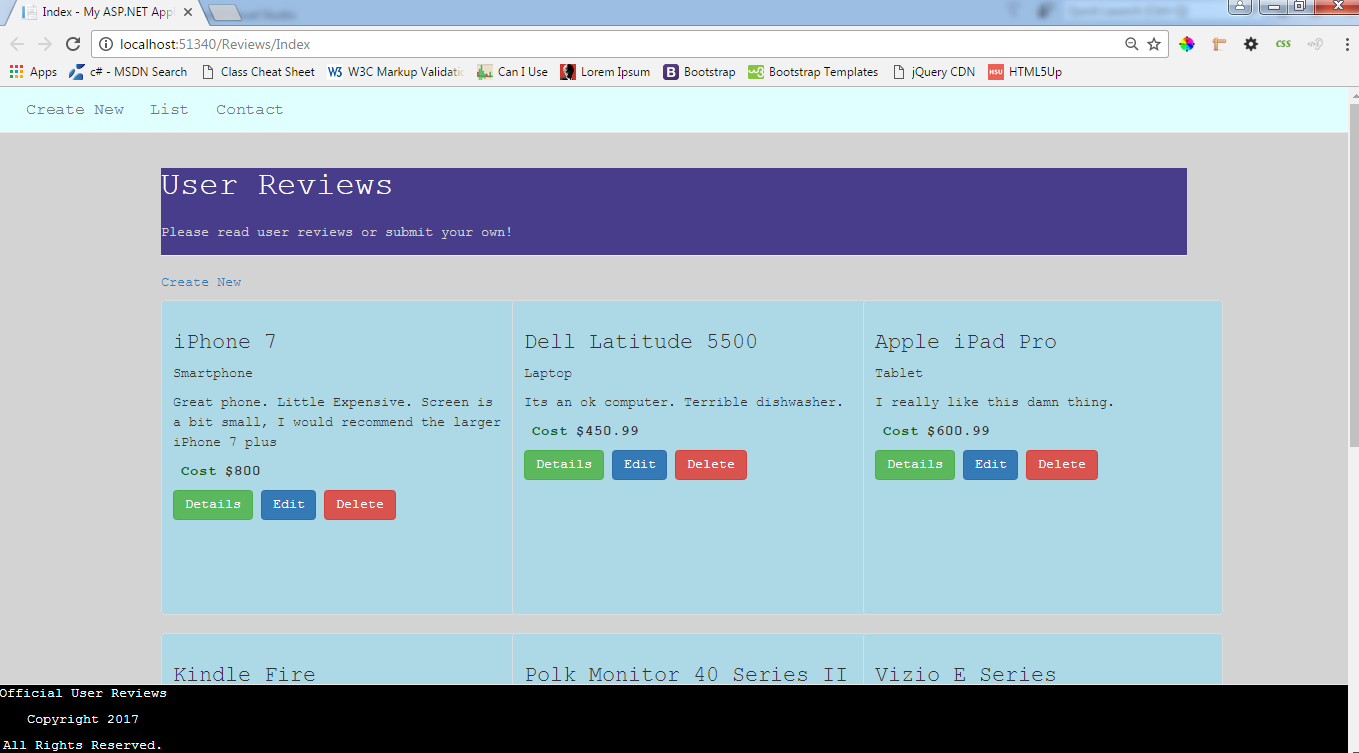 Index - My ASP.NET Appl
localhost:51340/Reviews/Index
CSS
Apps c# - MSDN Search Class Cheat Sheet W3 W3C Markup Validatio Can I Use Lorem Ipsum B Bootstrap w3 Bootstrap Templates jQuery CDN H5U HTML5Up
Create New List Contact
User Reviews
Please read user reviews or submit your own!
Create New
iPhone 7
Smartphone
Great phone. Little Expensive. Screen is
a bit small, I would recommend the larger
iPhone 7 plus
Cost $800
Details Edit Delete
Dell Latitude 5500
Laptop
Its an ok computer. Terrible dishwasher.
Cost $450.99
Details Edit Delete
Apple iPad Pro
Tablet
I really like this damn thing.
Cost $600.99
Details Edit Delete
Kindle Fire
Polk Monitor 40 Series II
Vizio E Series
Official User Reviews
Copyright 2017
All Rights Reserved.